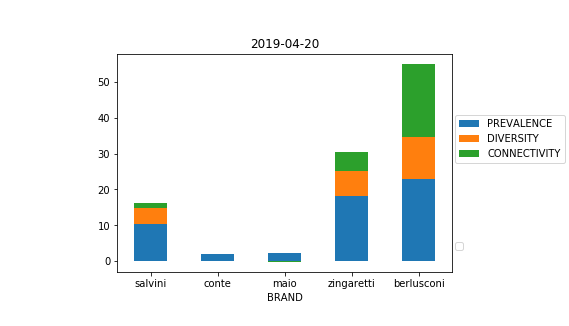 2019-04-20
50
40
30
20
10
0
salvini conte maio zingaretti berlusconi
BRAND
PREVALENCE
DIVERSITY
CONNECTIVITY